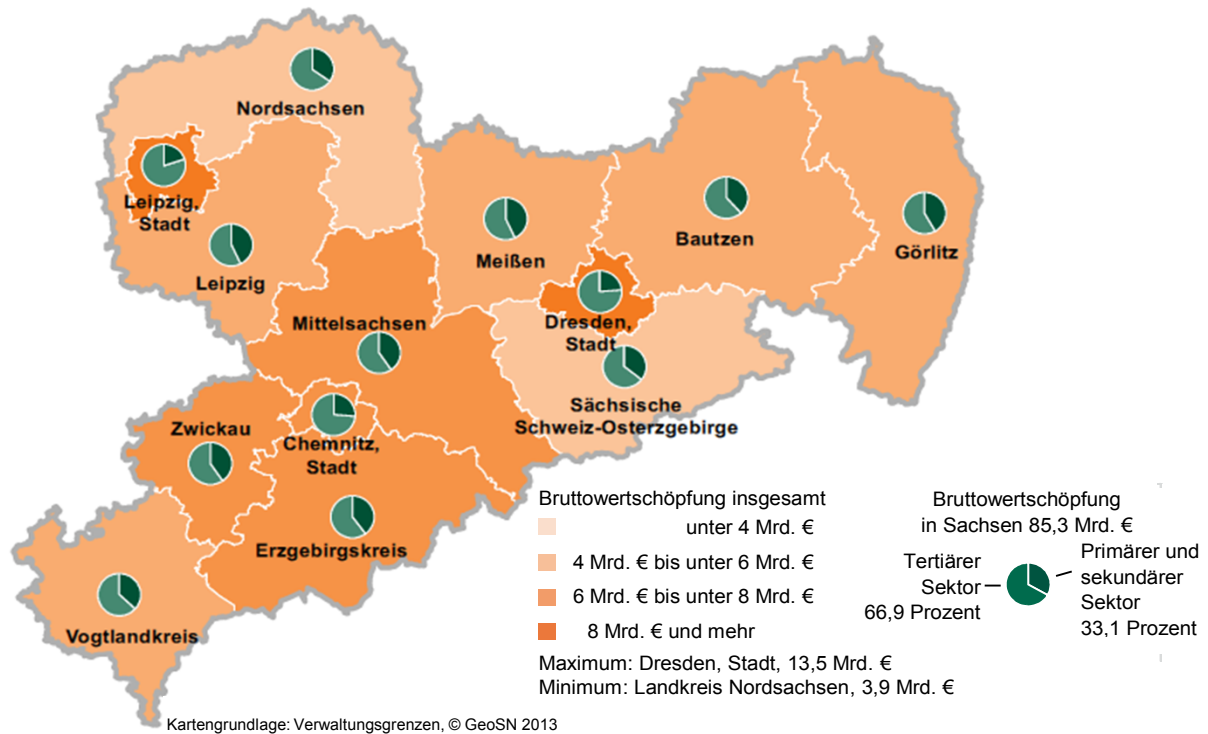 Nordsachsen
Leipzig,
Stadt
Leipzig
Meißen
Bautzen
Görlitz
Mittelsachsen
Dresden,
Stadt
Sächsische
Schweiz-Osterzgebirge
Zwickau
Chemnitz,
Stadt
Erzgebirgskreis
Vogtlandkreis
Bruttowertschöpfung insgesamt
unter 4 Mrd. €
4 Mrd. € bis unter 6 Mrd. €
6 Mrd. € bis unter 8 Mrd. €
8 Mrd. € und mehr
Maximum: Dresden, Stadt, 13,5 Mrd. €
Minimum: Landkreis Nordsachsen, 3,9 Mrd. €
Bruttowertschöpfung
in Sachsen 85,3 Mrd. €
Tertiärer
Sektor
66,9 Prozent
Primärer und
sekundärer
Sektor
33,1 Prozent
Kartengrundlage: Verwaltungsgrenzen, © GeoSN 2013